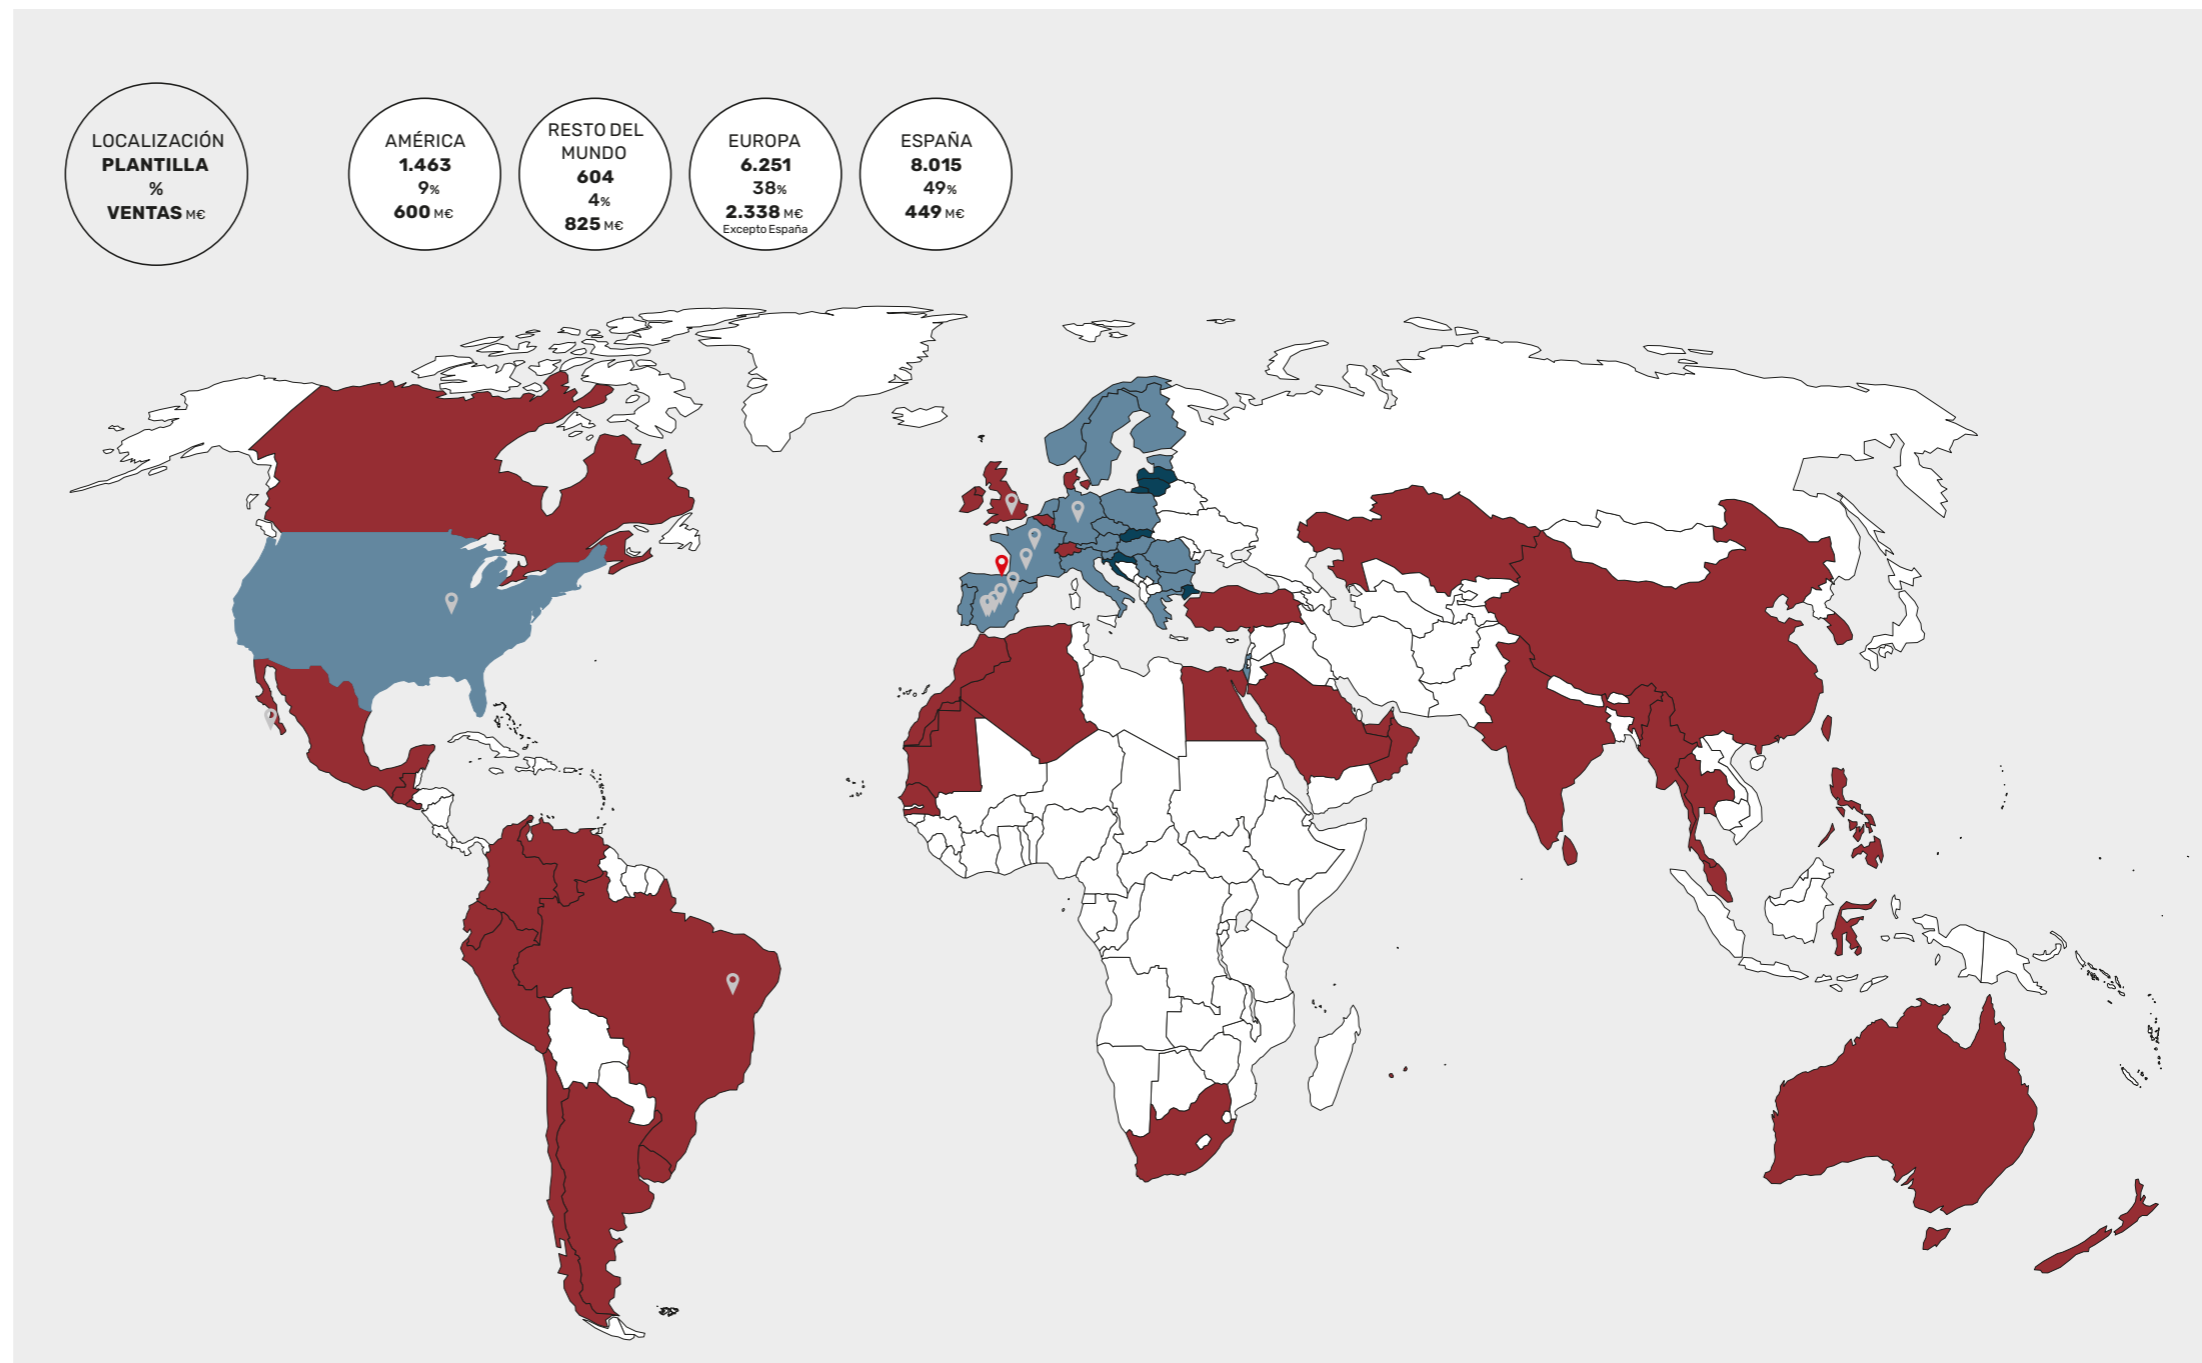 LOCALIZACIÓN
PLANTILLA
%
VENTAS M€
AMÉRICA
1.463
9%
600 M€
RESTO DEL
MUNDO
604
4%
825 M€
EUROPA
6.251
38%
2.338 M€
Excepto España
ESPAÑA
8.015
49%
449 M€